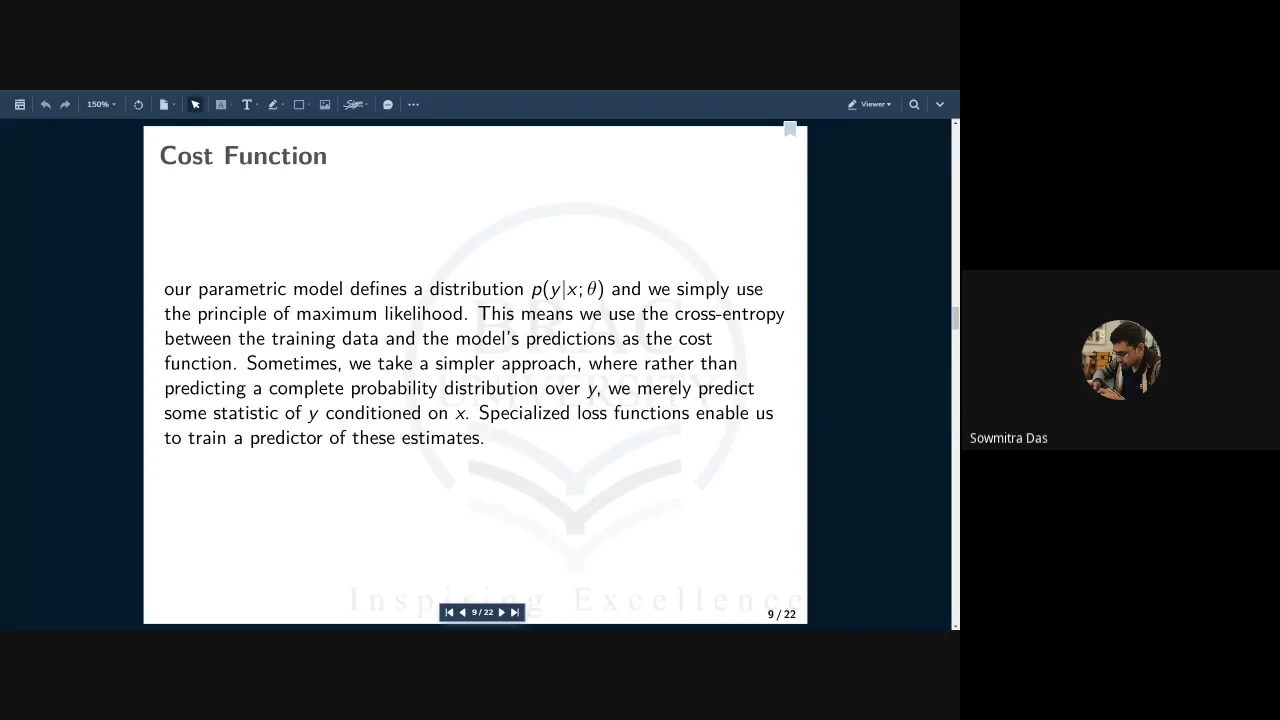 150%
T
Sign
Viewer
Cost Function
our parametric model defines a distribution p(y|x; θ) and we simply use
the principle of maximum likelihood. This means we use the cross-entropy
between the training data and the model's predictions as the cost
function. Sometimes, we take a simpler approach, where rather than
predicting a complete probability distribution over y, we merely predict
some statistic of y conditioned on x. Specialized loss functions enable us
to train a predictor of these estimates.
BRAC
UNIVERSITY
Inspiring Excellence
9 / 22
9 / 22
Sowmitra Das